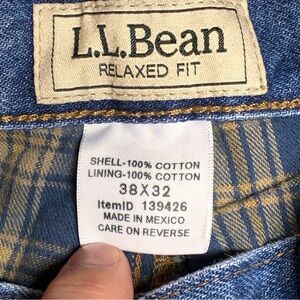 L.L.Bean
RELAXED FIT
SHELL-100% COTTON
LINING-100% COTTON
38X32
ItemID 139426
MADE IN MEXICO
CARE ON REVERSE